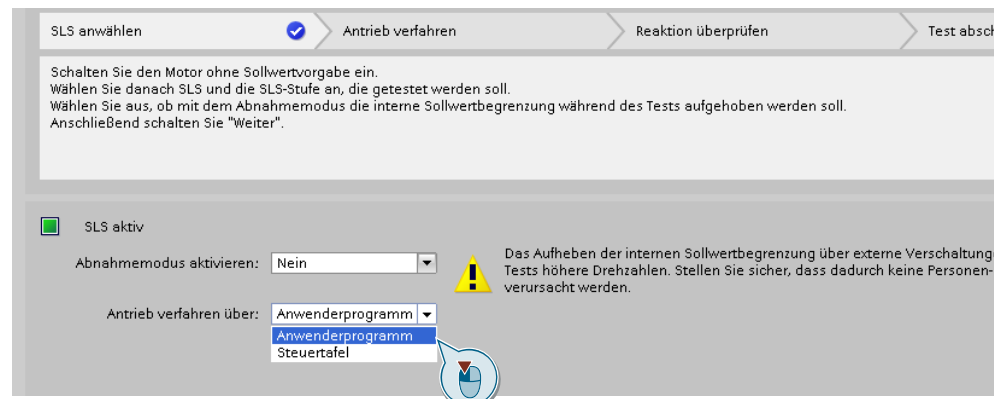 SLS anwählen
Antrieb verfahren
Reaktion überprüfen
Test absch
Schalten Sie den Motor ohne Sollwertvorgabe ein.
Wählen Sie danach SLS und die SLS-Stufe an, die getestet werden soll.
Wählen Sie aus, ob mit dem Abnahmemodus die interne Sollwertbegrenzung während des Tests aufgehoben werden soll.
Anschließend schalten Sie "Weiter".
SLS aktiv
Abnahmemodus aktivieren: Nein
Das Aufheben der internen Sollwertbegrenzung über externe Verschaltung
Tests höhere Drehzahlen. Stellen Sie sicher, dass dadurch keine Personen-
verursacht werden.
Antrieb verfahren über: Anwenderprogramm
Anwenderprogramm
Steuertafel